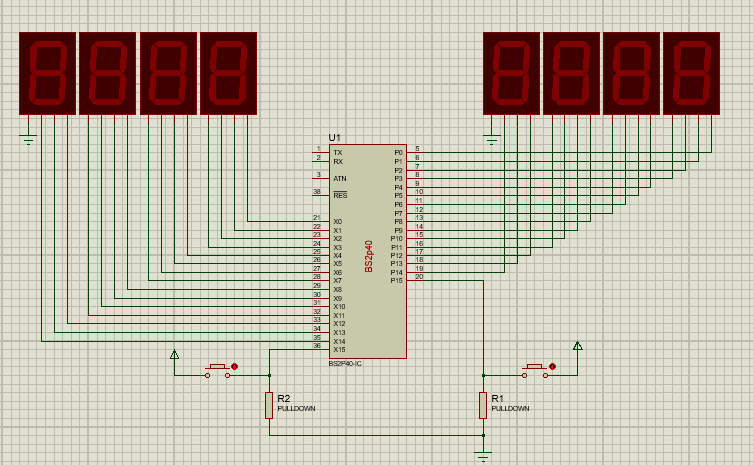 U1
1 TX P0 5
2 RX P1 6
P2 7
3 ATN P3 8
P4 9
38 RES P5 10
P6 11
P7 12
21 X0 P8 13
22 X1 P9 14
23 X2 P10 15
24 X3 P11 16
25 X4 P12 17
26 X5 P13 18
27 X6 P14 19
28 X7 P15 20
29 X8
30 X9
31 X10
32 X11
33 X12
34 X13
35 X14
36 X15
BS2p40
BS2P40-IC
R2
PULLDOWN
R1
PULLDOWN